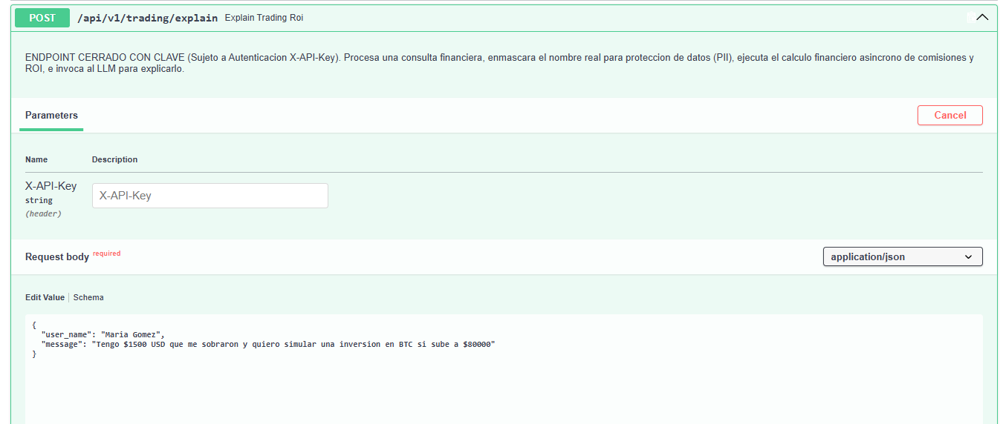 POST /api/v1/trading/explain Explain Trading Roi
ENDPOINT CERRADO CON CLAVE (Sujeto a Autenticacion X-API-Key). Procesa una consulta financiera, enmascara el nombre real para proteccion de datos (PII), ejecuta el calculo financiero asincrono de comisiones y
ROI, e invoca al LLM para explicarlo.
Parameters
Cancel
Name Description
X-API-Key
string
(header)
X-API-Key
Request body required
application/json
Edit Value | Schema
{
  "user_name": "Maria Gomez",
  "message": "Tengo $1500 USD que me sobraron y quiero simular una inversion en BTC si sube a $80000"
}